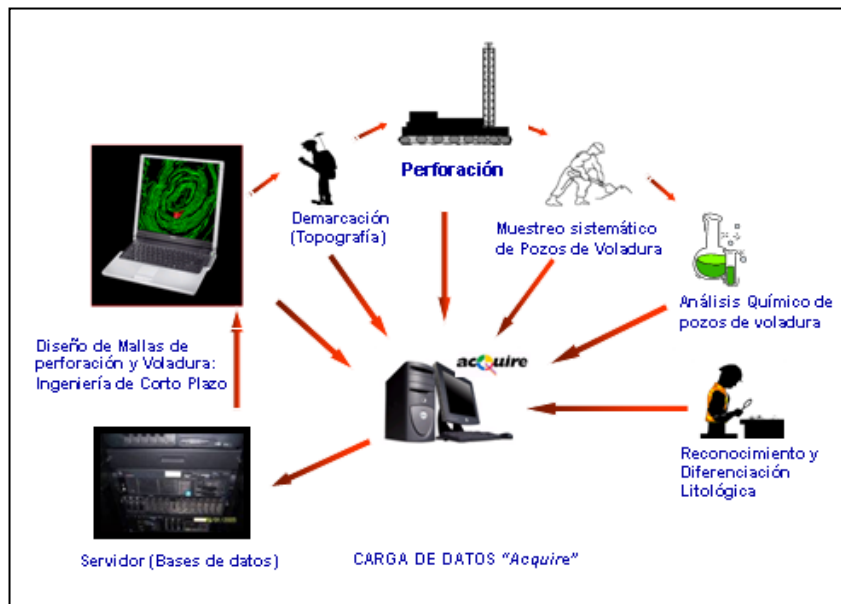 Perforación
Demarcación
(Topografía)
Muestreo sistemático
de Pozos de Voladura
Análisis Químico de
pozos de voladura
acQuire
Diseño de Mallas de
perforación y Voladura:
Ingeniería de Corto Plazo
Reconocimiento y
Diferenciación
Litológica
Servidor (Bases de datos)
CARGA DE DATOS "Acquire"